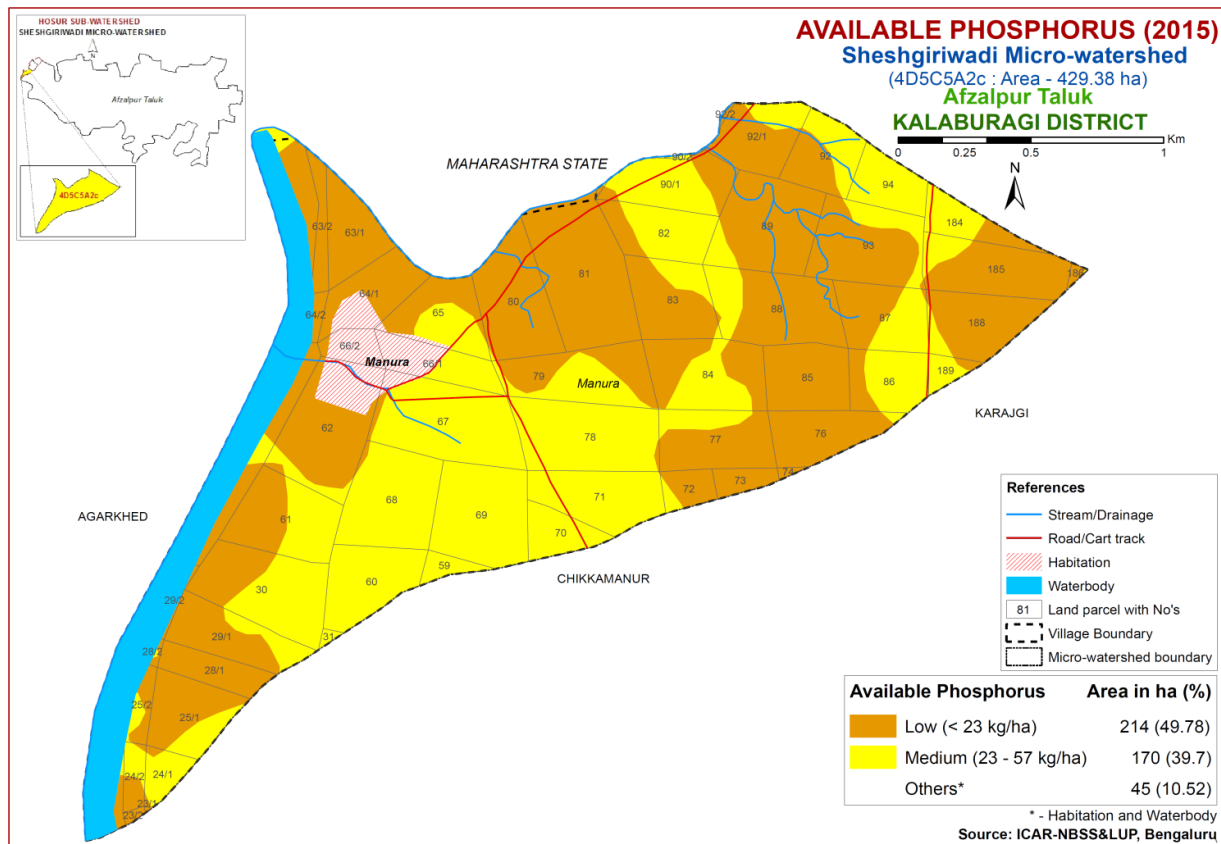 HOSUR SUB-WATERSHED
SHESHGIRIWADI MICRO-WATERSHED
N
Afzalpur Taluk
4D5C5A2c
AVAILABLE PHOSPHORUS (2015)
Sheshgiriwadi Micro-watershed
(4D5C5A2c : Area - 429.38 ha)
Afzalpur Taluk
KALABURAGI DISTRICT
Km
0 0.25 0.5 1
N
MAHARASHTRA STATE
92/2
92/1
92
90/2
90/1
94
184
63/2
63/1
82
89
93
185
186
81
64/1
80
83
88
87
188
64/2
65
66/2
Manura
66/1
79
Manura
84
85
86
189
KARAJGI
62
67
78
77
76
74
73
72
71
AGARKHED
61
68
69
70
59
CHIKKAMANUR
30
60
29/2
29/1
31
28/2
28/1
25/2
25/1
24/2
24/1
23/1
23/2
References
Stream/Drainage
Road/Cart track
Habitation
Waterbody
81 Land parcel with No's
Village Boundary
Micro-watershed boundary
Available Phosphorus Area in ha (%)
Low (< 23 kg/ha) 214 (49.78)
Medium (23 - 57 kg/ha) 170 (39.7)
Others* 45 (10.52)
* - Habitation and Waterbody
Source: ICAR-NBSS&LUP, Bengaluru